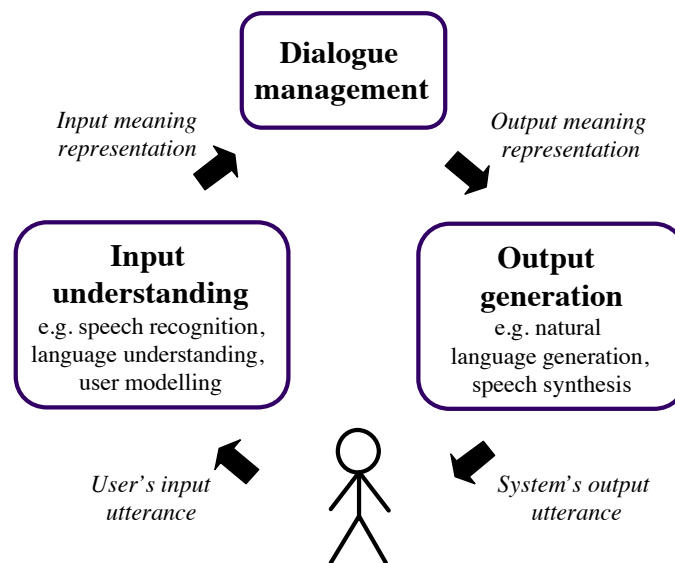 Dialogue
management
Input meaning
representation
Output meaning
representation
Input
understanding
e.g. speech recognition,
language understanding,
user modelling
Output
generation
e.g. natural
language generation,
speech synthesis
User's input
utterance
System's output
utterance